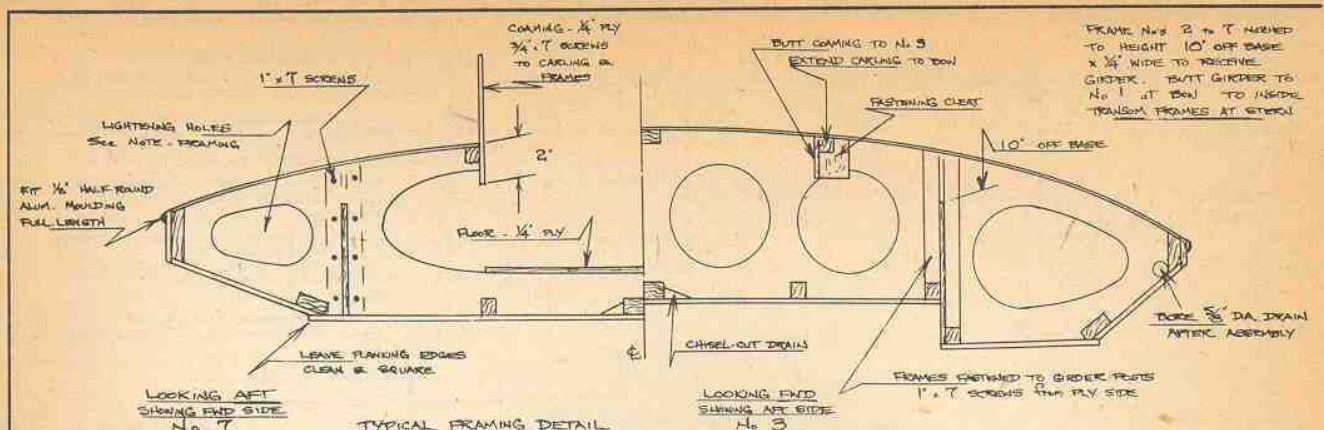 COAMING - 1/4" PLY
3/4" x 7 SCREWS
TO CARLING &
FRAMES
1" x 7 SCREWS
LIGHTENING HOLES
See NOTE - FRAMING
FIT 1/2" HALF ROUND
ALUM. MOULDING
FULL LENGTH
2"
FLOOR - 1/4" PLY
LEAVE PLANKING EDGES
CLEAN & SQUARE
LOOKING AFT
SHOWING FWD SIDE
No 7
TYPICAL FRAMING DETAIL
BUTT COAMING TO No 3
EXTEND CARLING TO BOW
FASTENING CLEAT
FRAME No's 2 to 7 NOTCHED
TO HEIGHT 10" OFF BASE
x 1/4" WIDE TO RECEIVE
GIRDER. BUTT GIRDER TO
No 1 AT BOW TO INSIDE
TRANSOM FRAMES AT STERN
10" OFF BASE
BORE 5/16" DIA. DRAIN
AFTER ASSEMBLY
CHISEL-CUT DRAIN
FRAMES FASTENED TO GIRDER POSTS
1" x 7 SCREWS from PLY SIDE
LOOKING FWD
SHOWING AFT SIDE
No 3